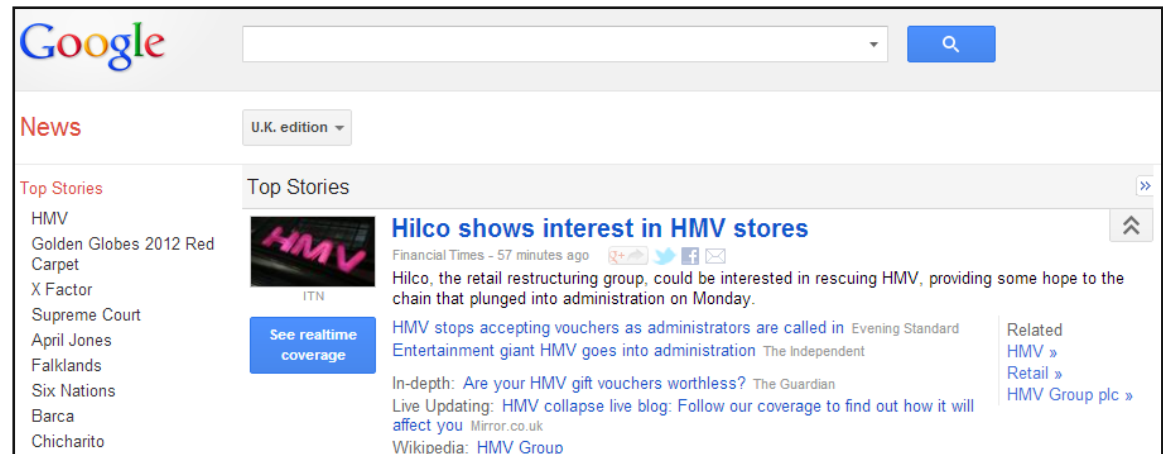 Google
News
U.K. edition
Top Stories
HMV
Golden Globes 2012 Red
Carpet
X Factor
Supreme Court
April Jones
Falklands
Six Nations
Barca
Chicharito
Top Stories
»
HMV
ITN
See realtime
coverage
Hilco shows interest in HMV stores
Financial Times - 57 minutes ago
g+
f
Hilco, the retail restructuring group, could be interested in rescuing HMV, providing some hope to the
chain that plunged into administration on Monday.
HMV stops accepting vouchers as administrators are called in Evening Standard
Entertainment giant HMV goes into administration The Independent
In-depth: Are your HMV gift vouchers worthless? The Guardian
Live Updating: HMV collapse live blog: Follow our coverage to find out how it will
affect you Mirror.co.uk
Wikipedia: HMV Group
Related
HMV »
Retail »
HMV Group plc »